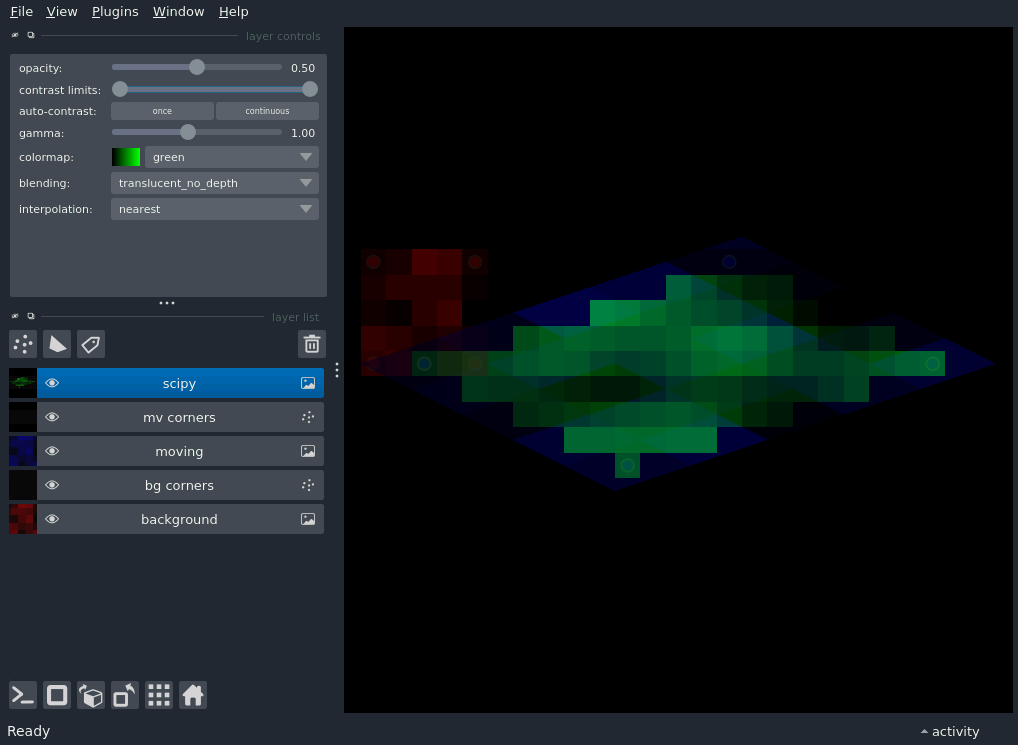 File View Plugins Window Help
layer controls
opacity: 0.50
contrast limits:
auto-contrast: once continuous
gamma: 1.00
colormap: green
blending: translucent_no_depth
interpolation: nearest
layer list
scipy
mv corners
moving
bg corners
background
Ready
activity